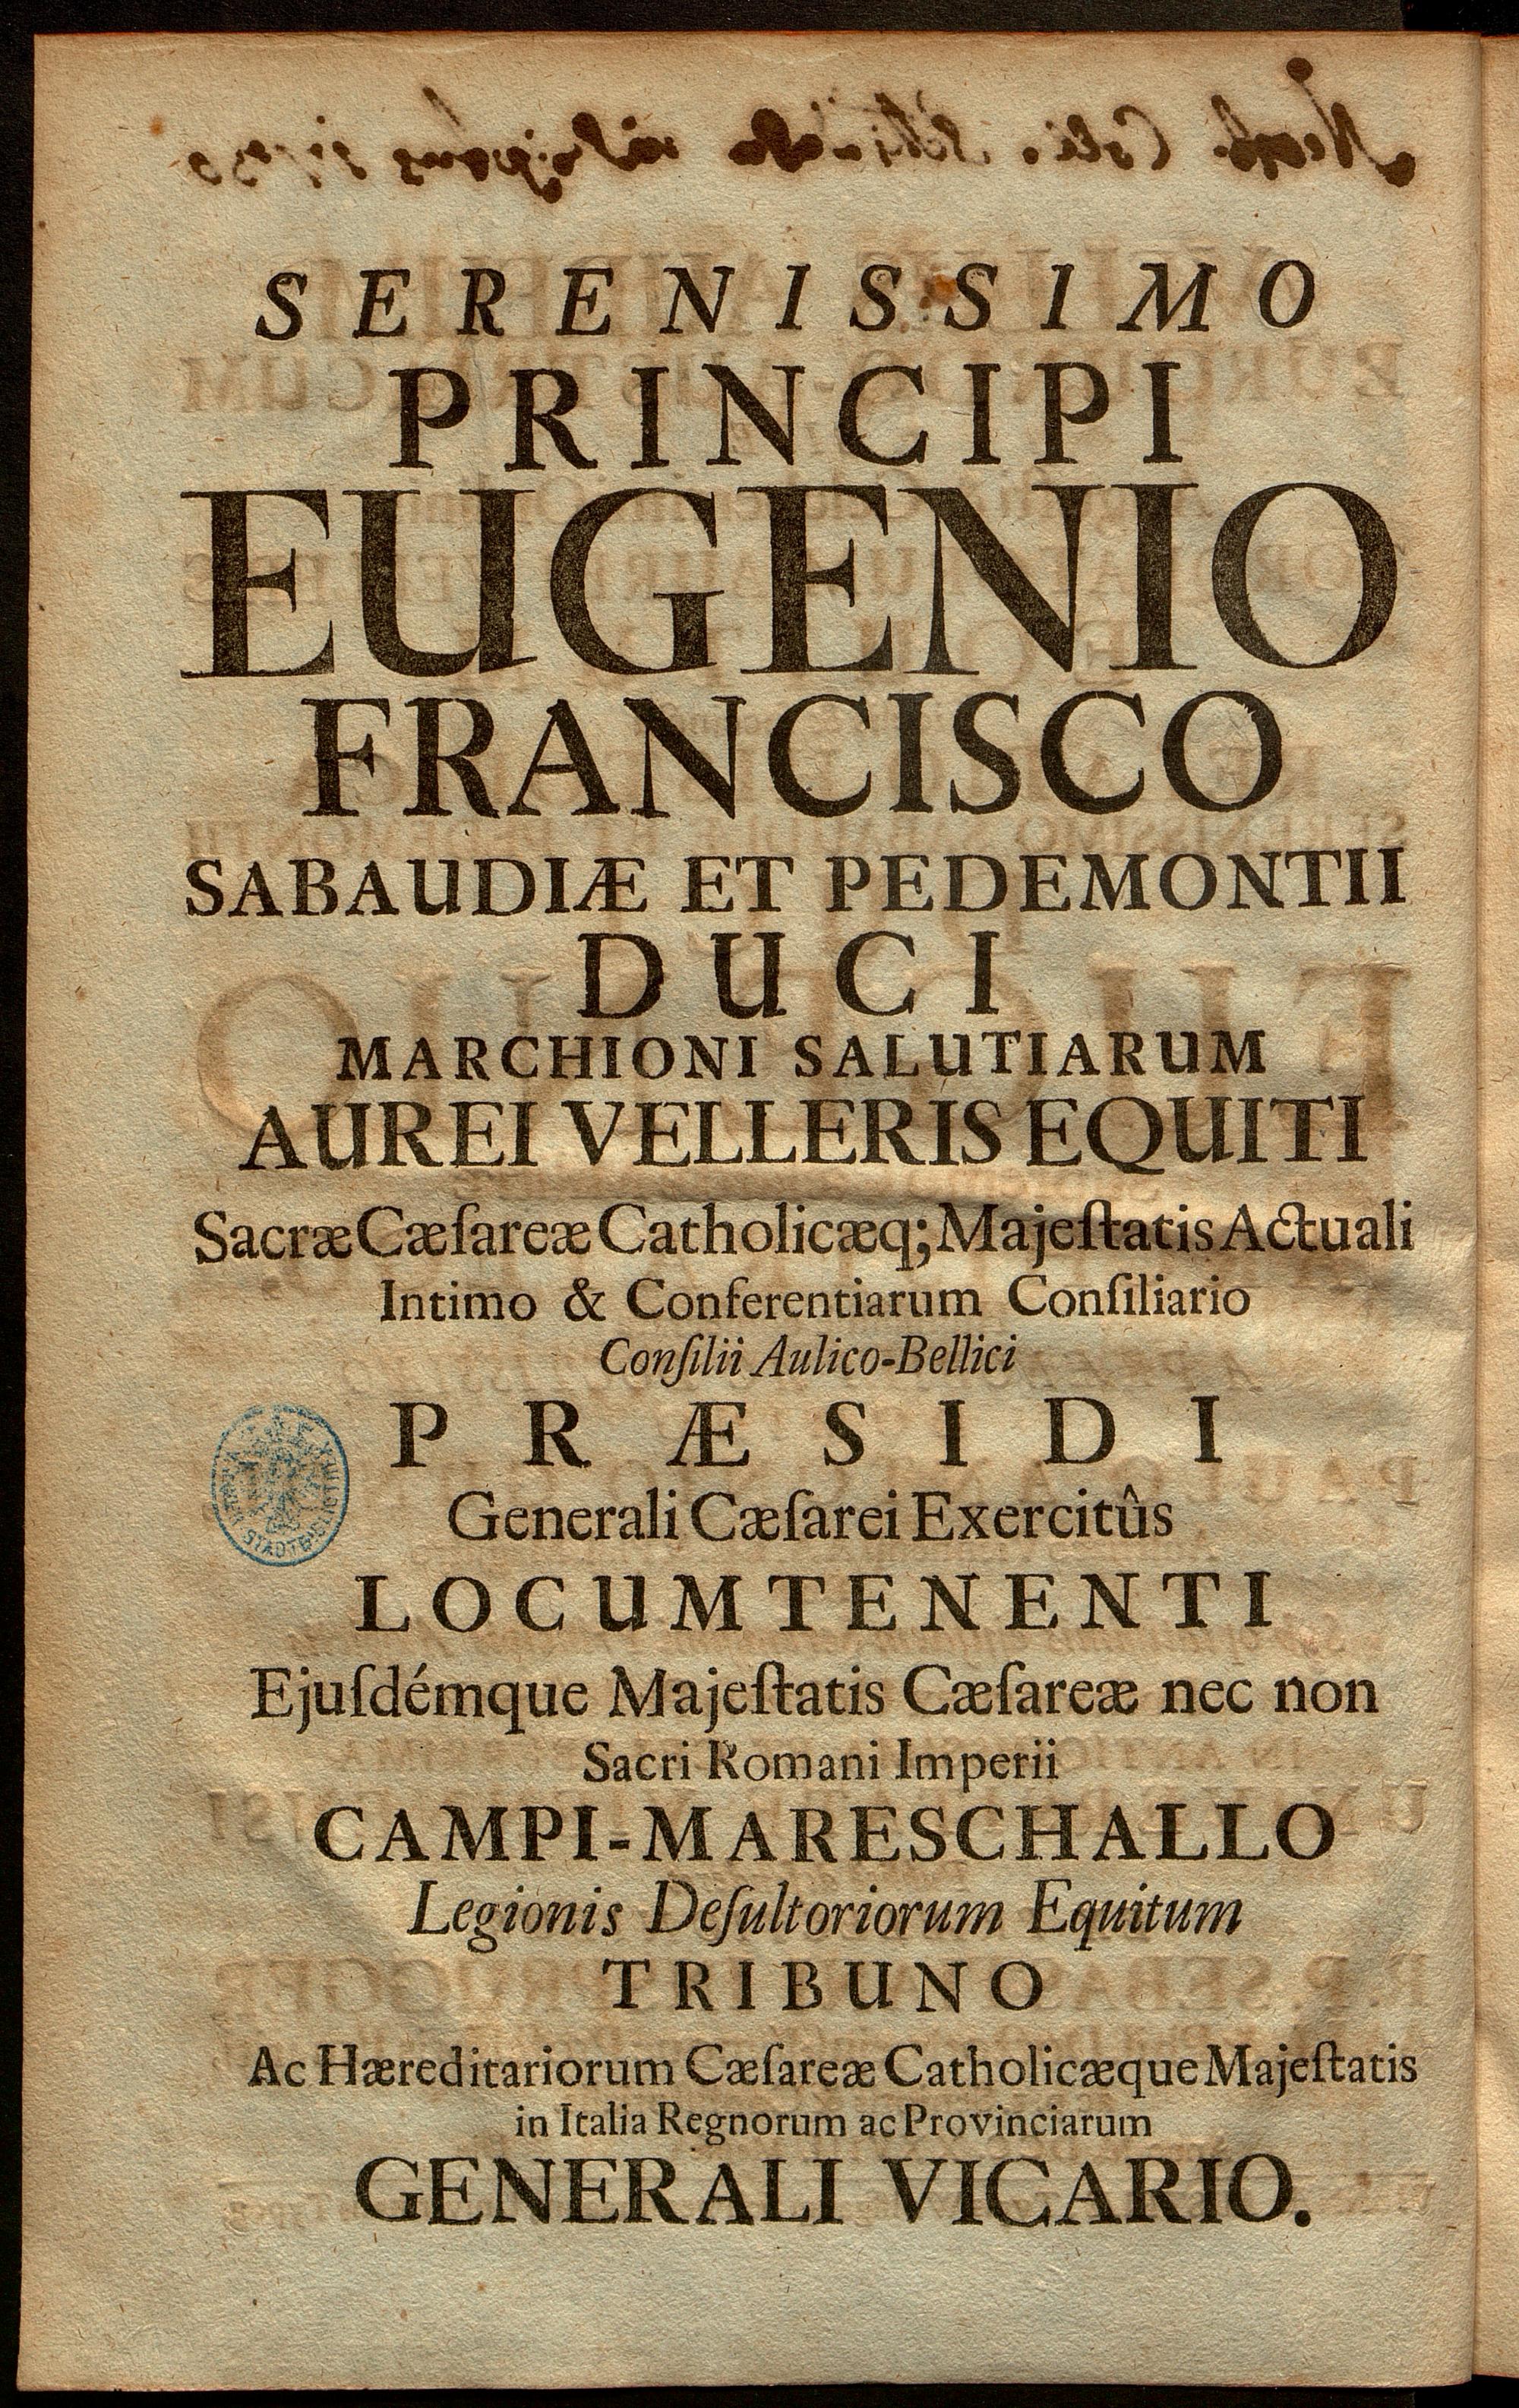 SERENISSIMO
PRINCIPI
EUGENIO
FRANCISCO
SABAUDIÆ ET PEDEMONTII
DUCI
MARCHIONI SALUTIARUM
AUREI VELLERIS EQUITI
Sacræ Cæſareæ Catholicæq; Majeſtatis Actuali
Intimo & Conferentiarum Conſiliario
Conſilii Aulico-Bellici
PRÆSIDI
Generali Cæſarei Exercitûs
LOCUMTENENTI
Ejuſdémque Majeſtatis Cæſareæ nec non
Sacri Romani Imperii
CAMPI-MARESCHALLO
Legionis Deſultoriorum Equitum
TRIBUNO
Ac Hæreditariorum Cæſareæ Catholicæque Majeſtatis
in Italia Regnorum ac Provinciarum
GENERALI VICARIO.